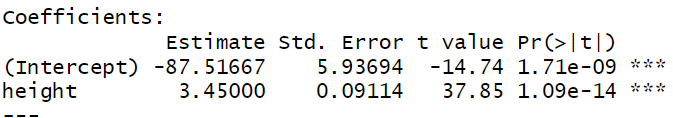 Coefficients:
            Estimate Std. Error t value Pr(>|t|)
(Intercept) -87.51667    5.93694  -14.74 1.71e-09 ***
height        3.45000    0.09114   37.85 1.09e-14 ***
---